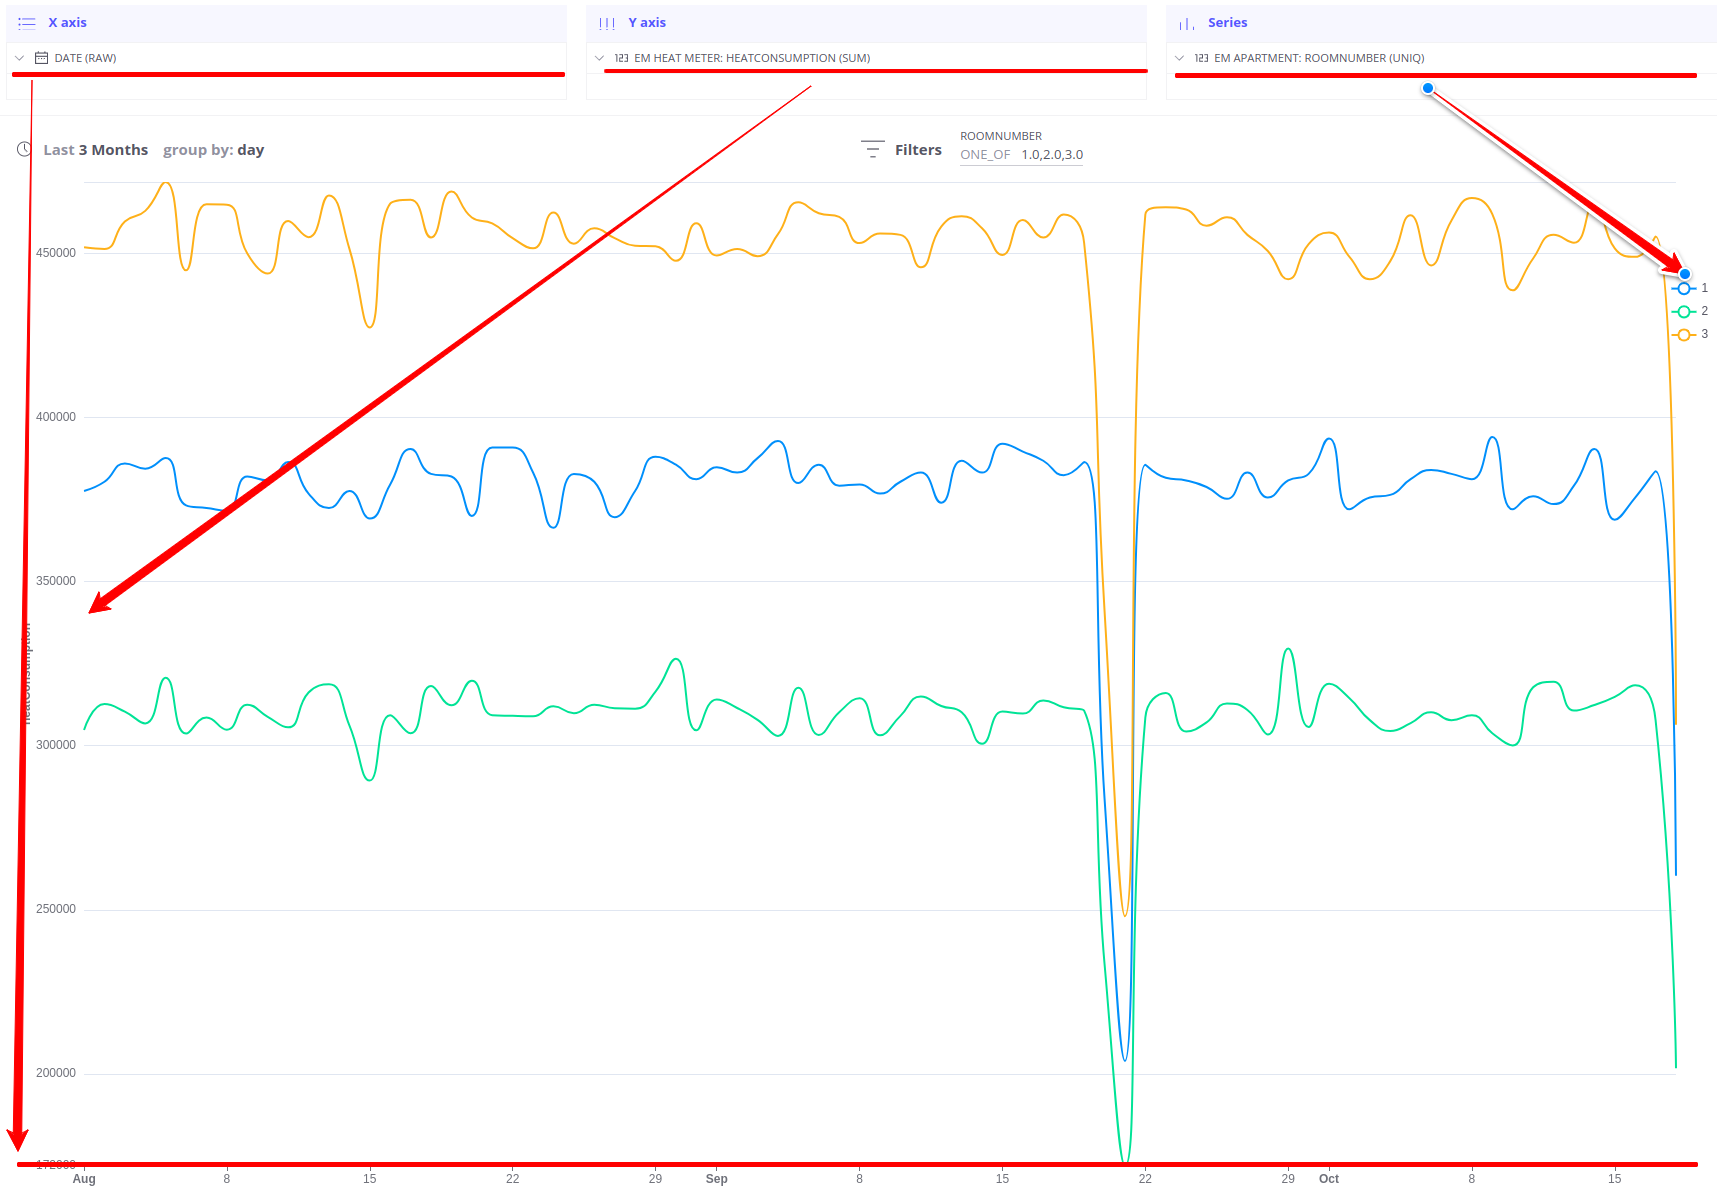 X axis
Y axis
Series
DATE (RAW)
123 EM HEAT METER: HEATCONSUMPTION (SUM)
123 EM APARTMENT: ROOMNUMBER (UNIQ)
Last 3 Months group by: day
Filters
ROOMNUMBER
ONE_OF 1.0,2.0,3.0
450000
400000
350000
300000
250000
200000
1
2
3
Aug 8 15 22 29 Sep 8 15 22 29 Oct 8 15